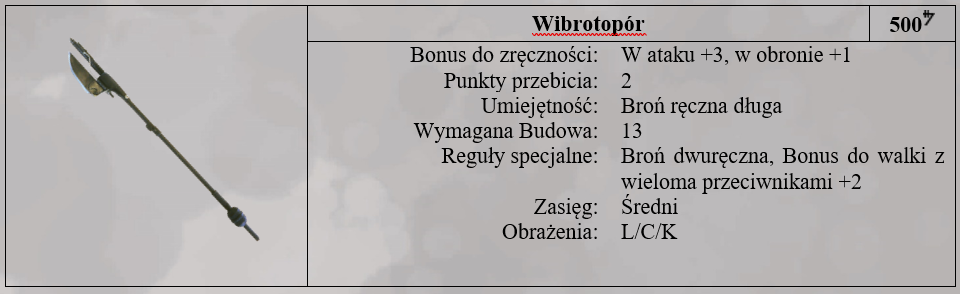 Wibrotopór 500
Bonus do zręczności: W ataku +3, w obronie +1
Punkty przebicia: 2
Umiejętność: Broń ręczna długa
Wymagana Budowa: 13
Reguły specjalne: Broń dwuręczna, Bonus do walki z
wieloma przeciwnikami +2
Zasięg: Średni
Obrażenia: L/C/K